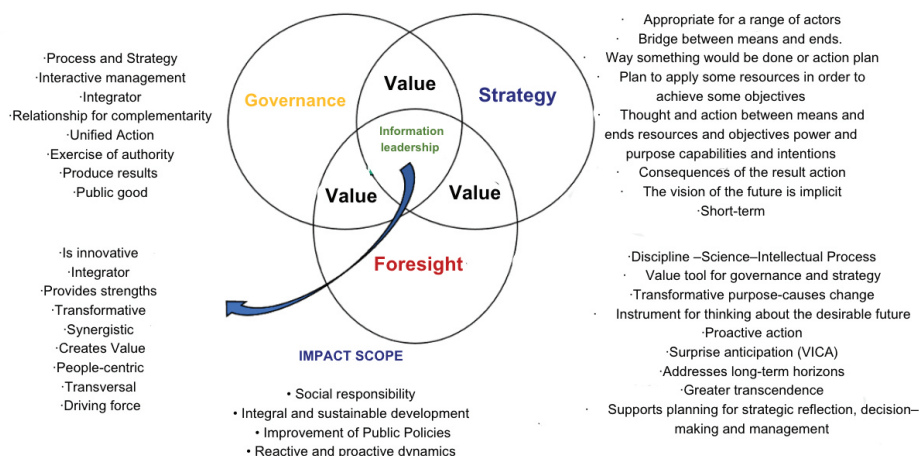 ·Process and Strategy
·Interactive management
·Integrator
·Relationship for complementarity
·Unified Action
·Exercise of authority
·Produce results
·Public good
Governance
Value
Strategy
Information
leadership
Value
Value
Foresight
· Appropriate for a range of actors
· Bridge between means and ends.
· Way something would be done or action plan
· Plan to apply some resources in order to
achieve some objectives
· Thought and action between means and
ends resources and objectives power and
purpose capabilities and intentions
· Consequences of the result action
· The vision of the future is implicit
·Short-term
·Is innovative
·Integrator
·Provides strengths
·Transformative
·Synergistic
·Creates Value
·People-centric
·Transversal
·Driving force
IMPACT SCOPE
• Social responsibility
• Integral and sustainable development
• Improvement of Public Policies
• Reactive and proactive dynamics
·Discipline –Science–Intellectual Process
· Value tool for governance and strategy
·Transformative purpose-causes change
· Instrument for thinking about the desirable future
·Proactive action
·Surprise anticipation (VICA)
·Addresses long-term horizons
·Greater transcendence
· Supports planning for strategic reflection, decision–
making and management